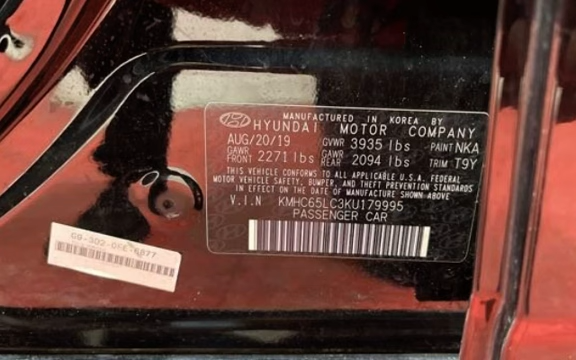 MANUFACTURED IN KOREA BY
HYUNDAI MOTOR COMPANY
AUG/20/19 GVWR 3935 lbs PAINT NKA
GAWR FRONT 2271 lbs GAWR REAR 2094 lbs TRIM T9Y
THIS VEHICLE CONFORMS TO ALL APPLICABLE U.S.A. FEDERAL
MOTOR VEHICLE SAFETY, BUMPER, AND THEFT PREVENTION STANDARDS
IN EFFECT ON THE DATE OF MANUFACTURE SHOWN ABOVE
V.I.N KMHC65LC3KU179995
PASSENGER CAR